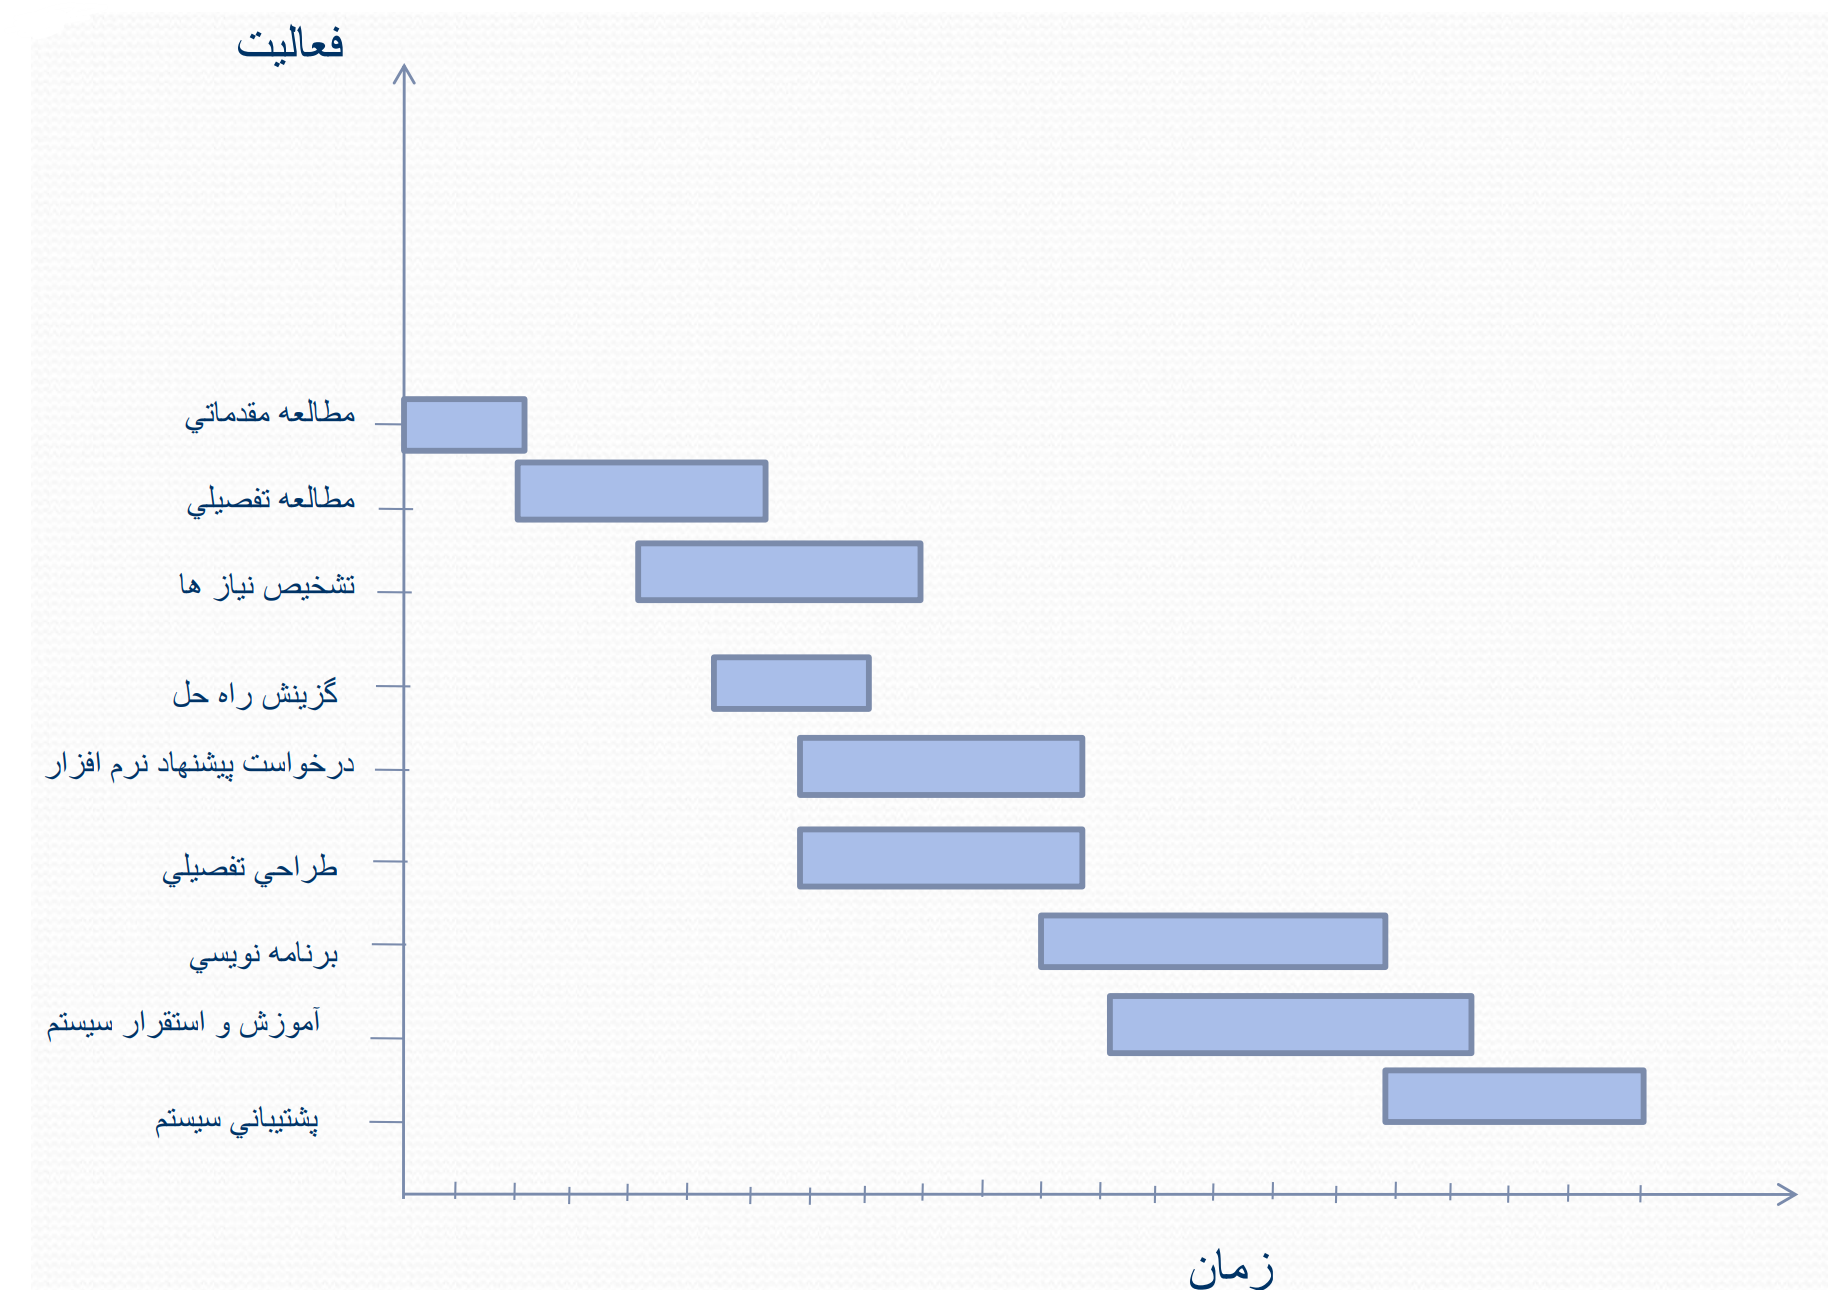 فعاليت
مطالعه مقدماتي
مطالعه تفصيلي
تشخيص نياز ها
گزينش راه حل
درخواست پيشنهاد نرم افزار
طراحي تفصيلي
برنامه نويسي
آموزش و استقرار سيستم
پشتيباني سيستم
زمان